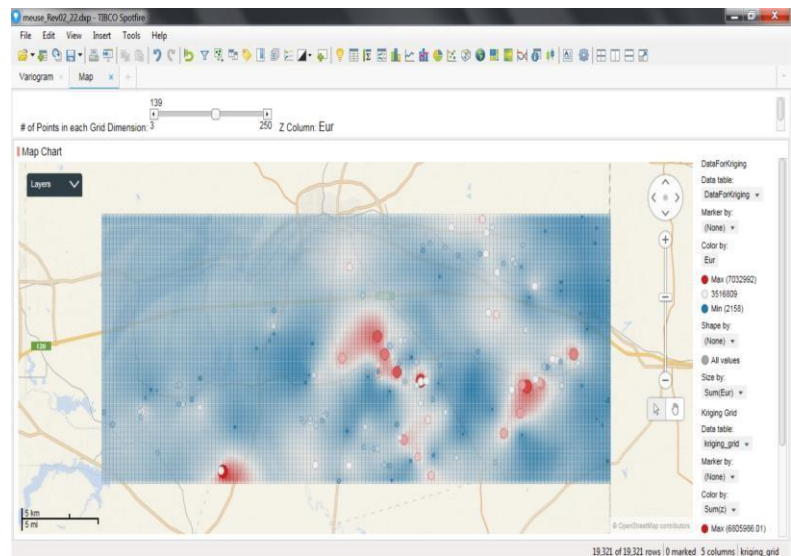 meuse_Rev02_22.dxp - TIBCO Spotfire
File Edit View Insert Tools Help
Variogram Map
139
# of Points in each Grid Dimension: 3 250 Z Column: Eur
Map Chart
Layers
130
5 km
5 mi
© OpenStreetMap contributors
DataForKriging
Data table:
DataForKriging
Marker by:
(None)
Color by:
Eur
Max (7032992)
3516809
Min (2158)
Shape by:
(None)
All values
Size by:
Sum(Eur)
Kriging Grid
Data table:
kriging_grid
Marker by:
(None)
Color by:
Sum(z)
Max (6805986.01)
19,321 of 19,321 rows 0 marked 5 columns kriging_grid